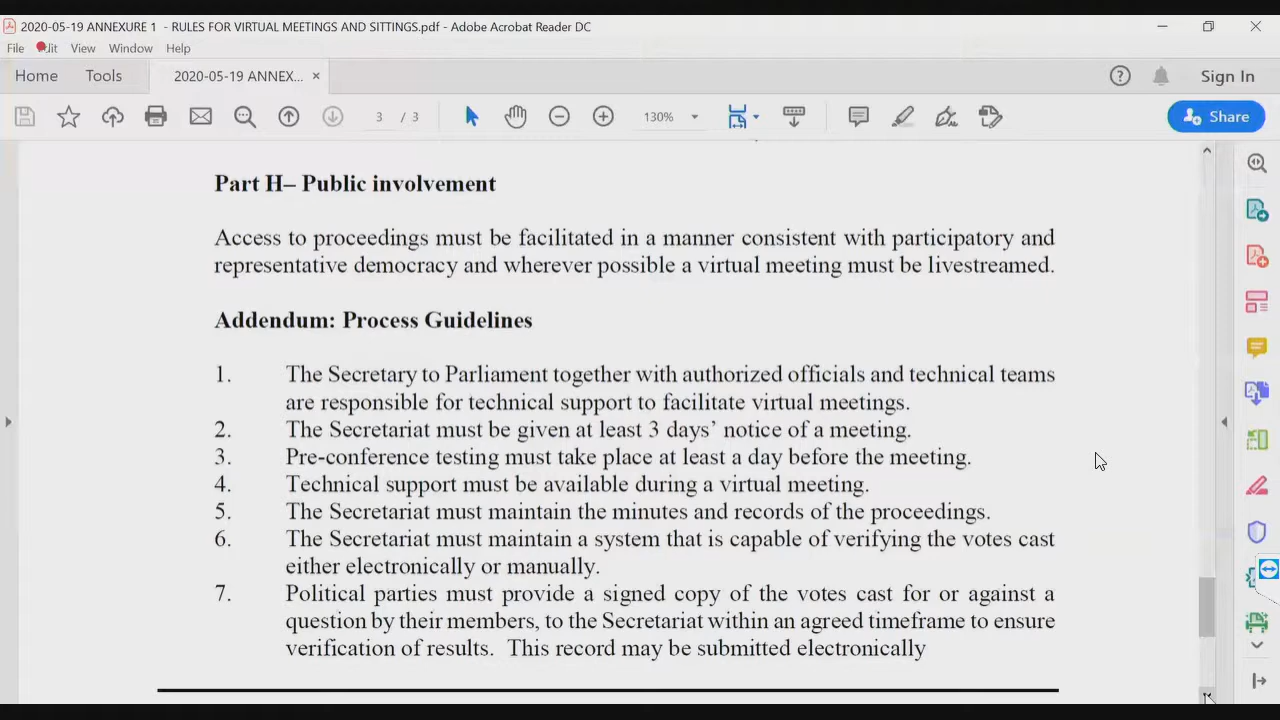 2020-05-19 ANNEXURE 1 - RULES FOR VIRTUAL MEETINGS AND SITTINGS.pdf - Adobe Acrobat Reader DC
File Edit View Window Help
Home Tools 2020-05-19 ANNEX... × Sign In
3 / 3 130% Share
Part H– Public involvement
Access to proceedings must be facilitated in a manner consistent with participatory and
representative democracy and wherever possible a virtual meeting must be livestreamed.
Addendum: Process Guidelines
1. The Secretary to Parliament together with authorized officials and technical teams
are responsible for technical support to facilitate virtual meetings.
2. The Secretariat must be given at least 3 days’ notice of a meeting.
3. Pre-conference testing must take place at least a day before the meeting.
4. Technical support must be available during a virtual meeting.
5. The Secretariat must maintain the minutes and records of the proceedings.
6. The Secretariat must maintain a system that is capable of verifying the votes cast
either electronically or manually.
7. Political parties must provide a signed copy of the votes cast for or against a
question by their members, to the Secretariat within an agreed timeframe to ensure
verification of results. This record may be submitted electronically